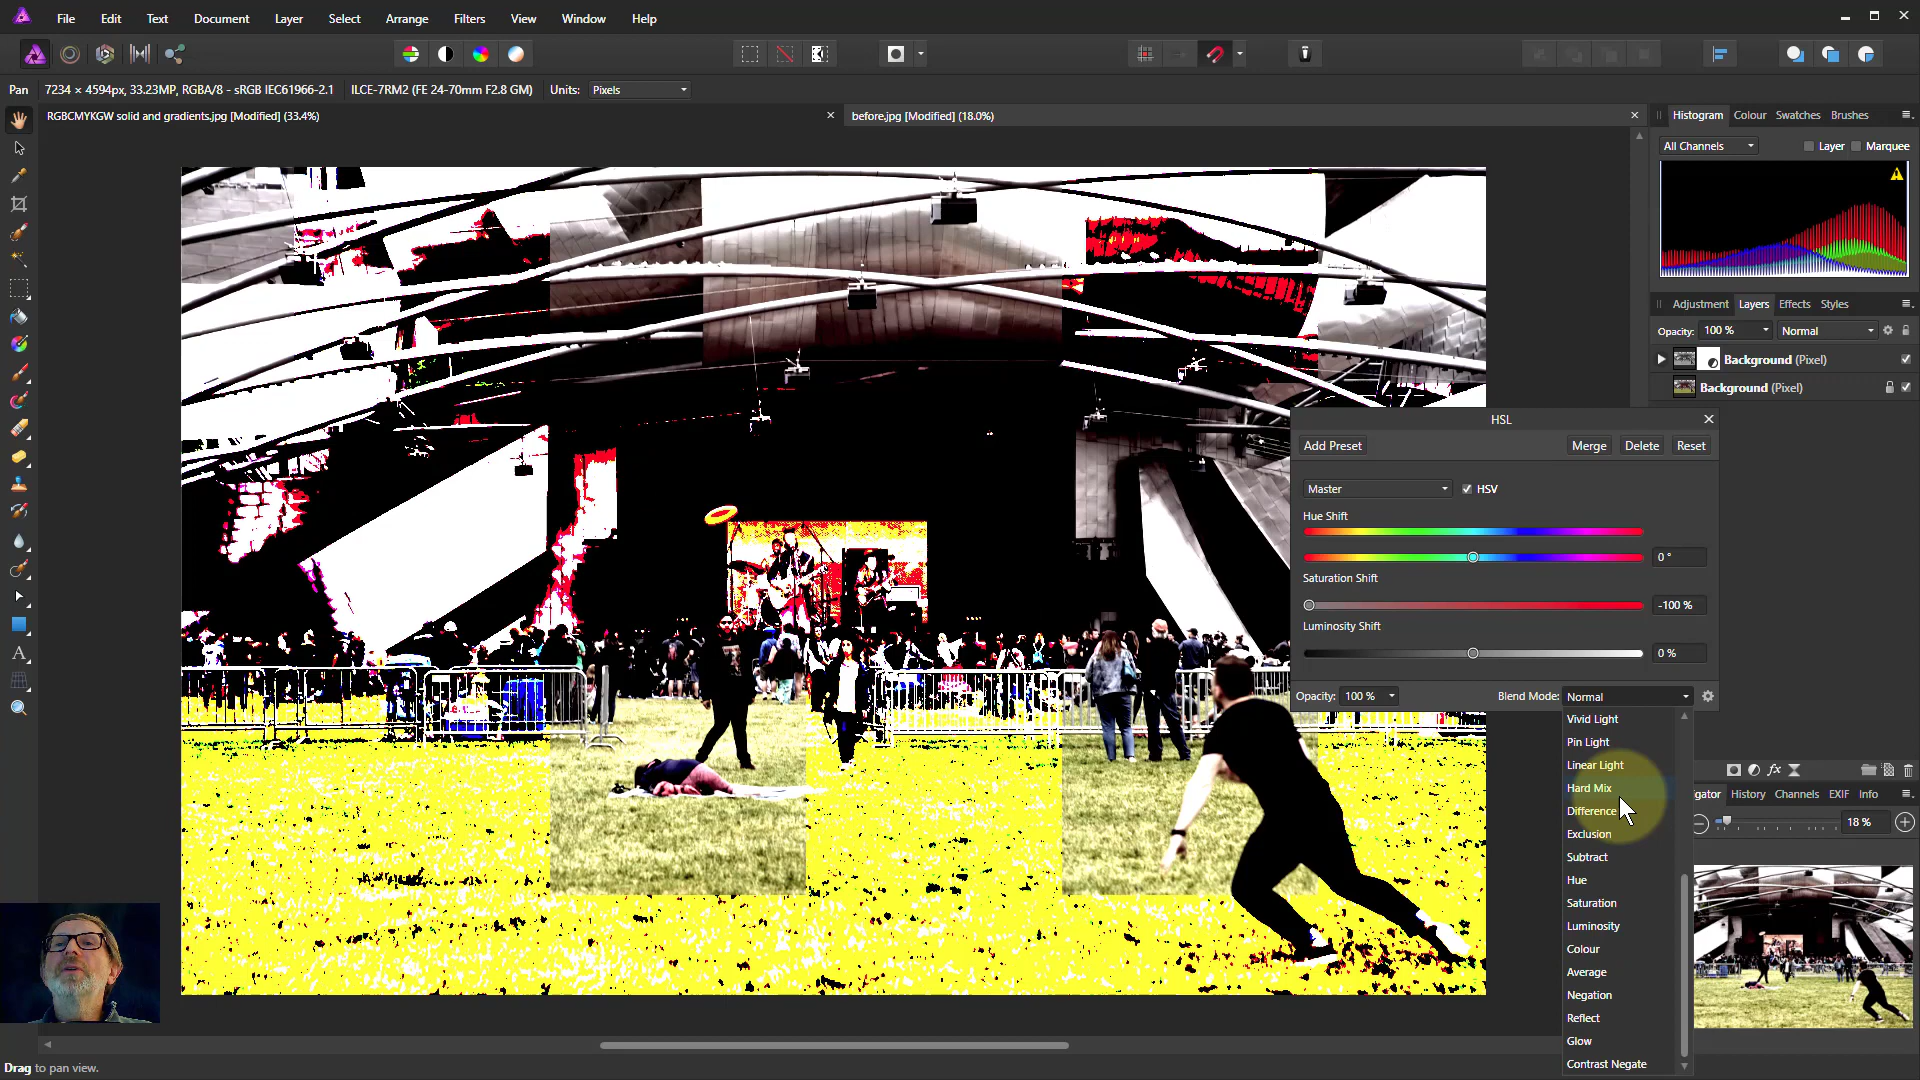 File Edit Text Document Layer Select Arrange Filters View Window Help
Pan 7234 × 4594px, 33.23MP, RGBA/8 - sRGB IEC61966-2.1 ILCE-7RM2 (FE 24-70mm F2.8 GM) Units: Pixels
RGBCMYKGW solid and gradients.jpg [Modified] (33.4%) before.jpg [Modified] (18.0%)
Histogram Colour Swatches Brushes
All Channels Layer Marquee
Adjustment Layers Effects Styles
Opacity: 100 % Normal
Background (Pixel)
Background (Pixel)
HSL
Add Preset Merge Delete Reset
Master HSV
Hue Shift
0 °
Saturation Shift
-100 %
Luminosity Shift
0 %
Opacity: 100 % Blend Mode: Normal
Vivid Light
Pin Light
Linear Light
Hard Mix
Difference
Exclusion
Subtract
Hue
Saturation
Luminosity
Colour
Average
Negation
Reflect
Glow
Contrast Negate
fx
History Channels EXIF Info
18 %
Drag to pan view.